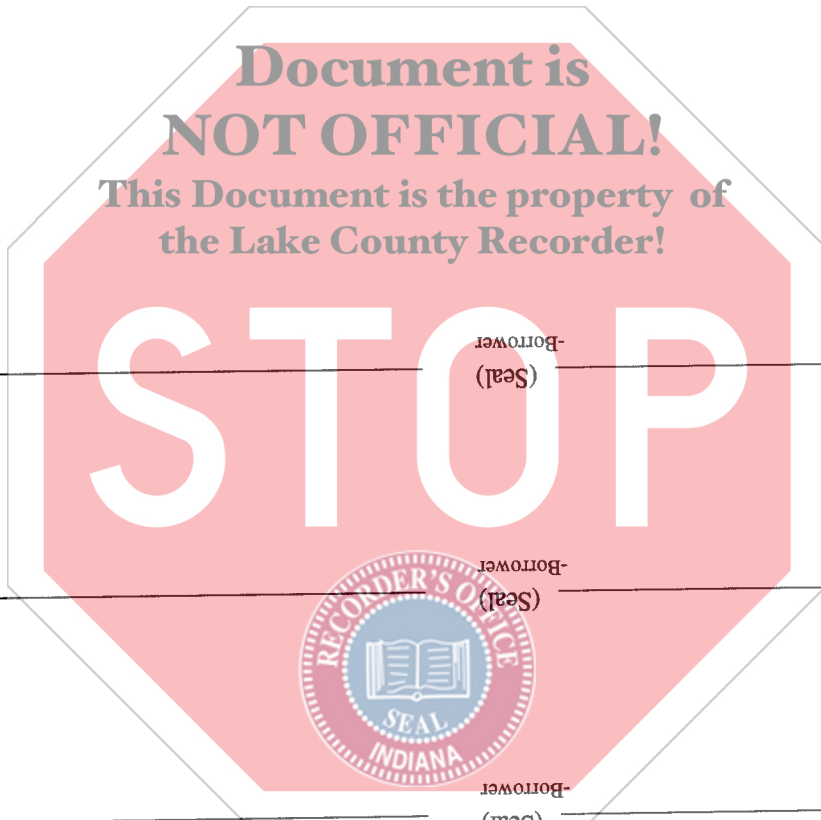 Document is
NOT OFFICIAL!
This Document is the property of
the Lake County Recorder!
STOP
-Borrower
(Seal)
-Borrower
(Seal)
RECORDER'S OFFICE
SEAL
INDIANA
-Borrower
(Seal)